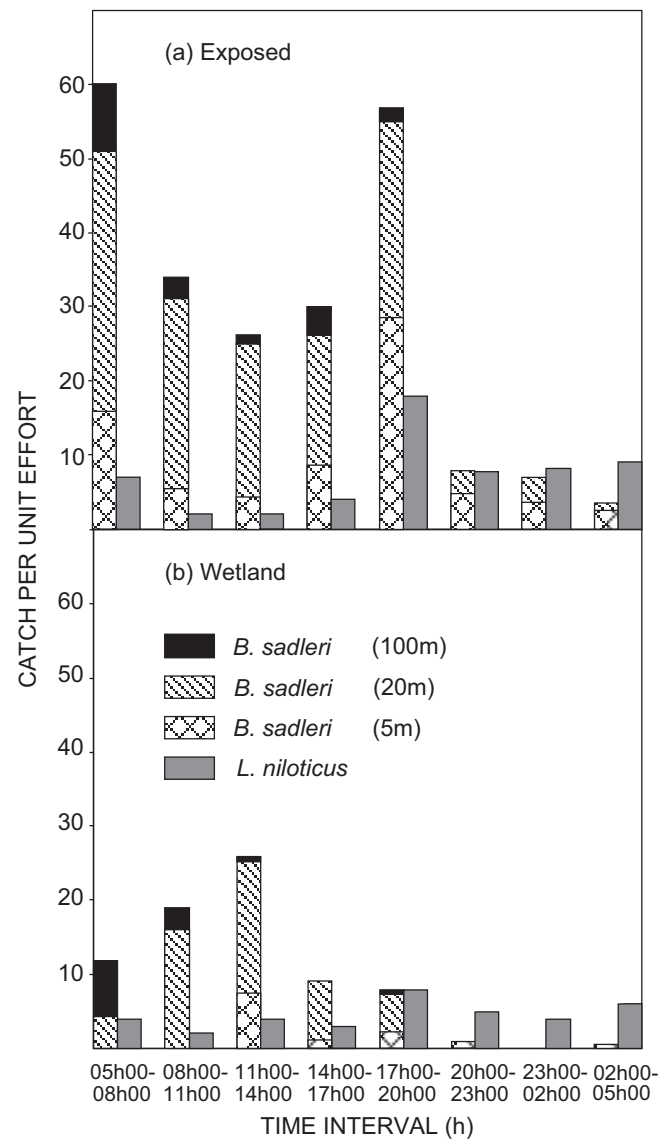 (a) Exposed
60
50
40
30
20
10
CATCH PER UNIT EFFORT
(b) Wetland
60
50
40
30
20
10
B. sadleri (100m)
B. sadleri (20m)
B. sadleri (5m)
L. niloticus
05h00- 08h00- 11h00- 14h00- 17h00- 20h00- 23h00- 02h00-
08h00 11h00 14h00 17h00 20h00 23h00 02h00 05h00
TIME INTERVAL (h)